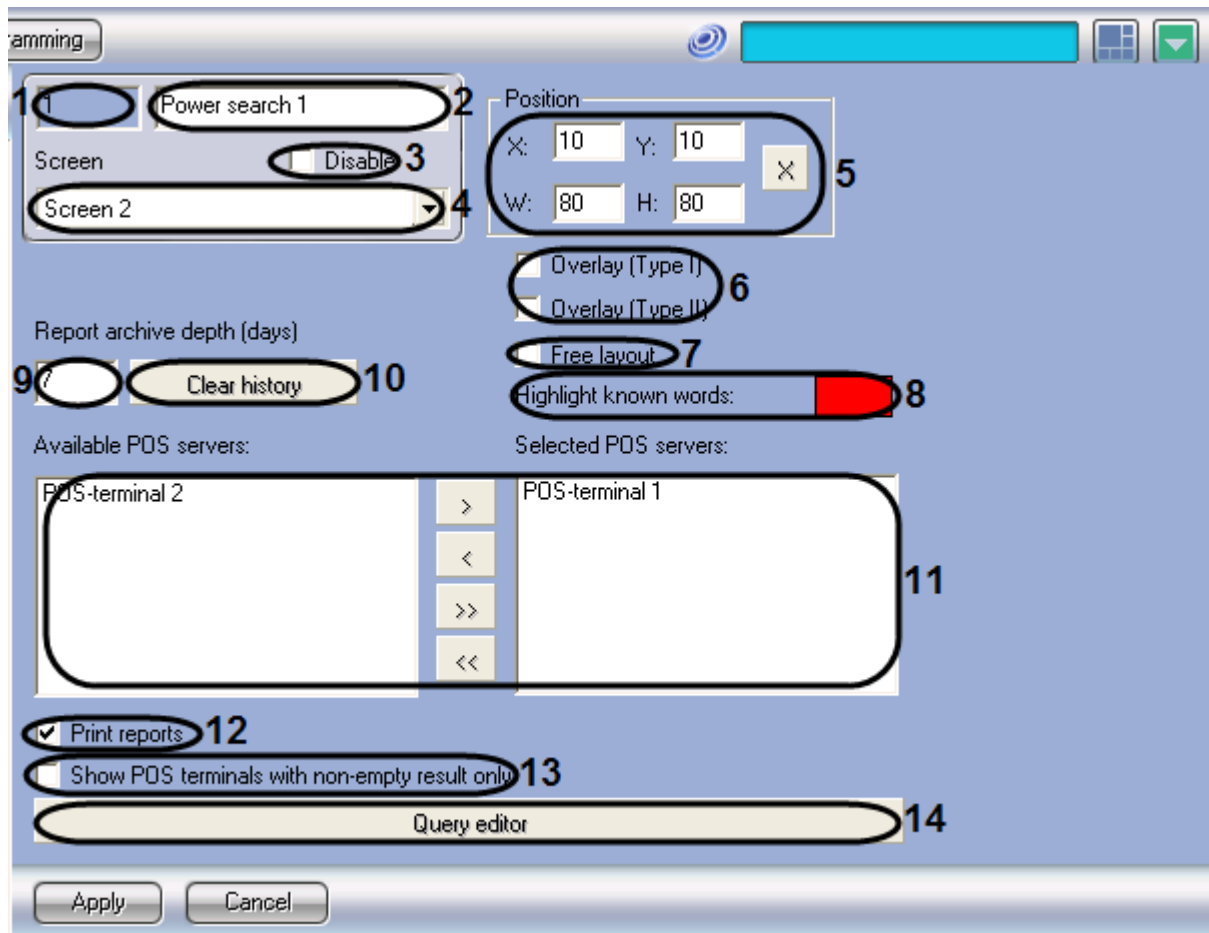 amming
1 1 Power search 1 2
Screen Disable 3
Screen 2 4
Position
X: 10 Y: 10
W: 80 H: 80
X 5
Overlay (Type I)
Overlay (Type II)
6
Free layout 7
Highlight known words: 8
Report archive depth (days)
9 7 Clear history 10
Available POS servers:
POS-terminal 2
>
<
>>
<<
Selected POS servers:
POS-terminal 1
11
Print reports 12
Show POS terminals with non-empty result only 13
Query editor 14
Apply Cancel